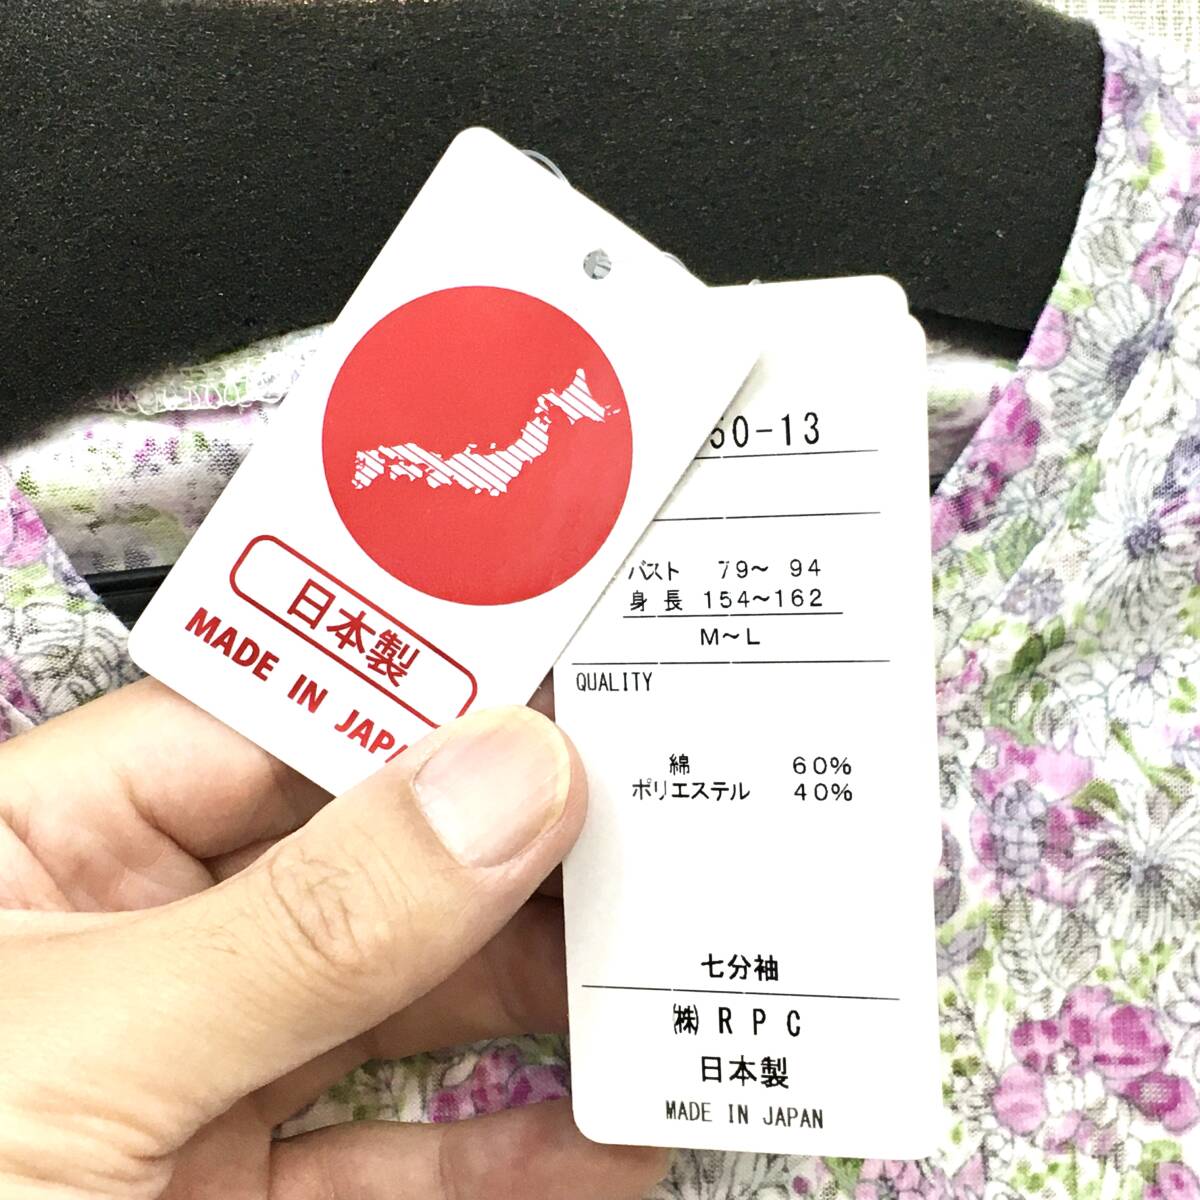 日本製
MADE IN JAPA
50-13
バスト 79〜 94
身長 154〜162
M〜L
QUALITY
綿 60%
ポリエステル 40%
七分袖
㈱ R P C
日本製
MADE IN JAPAN